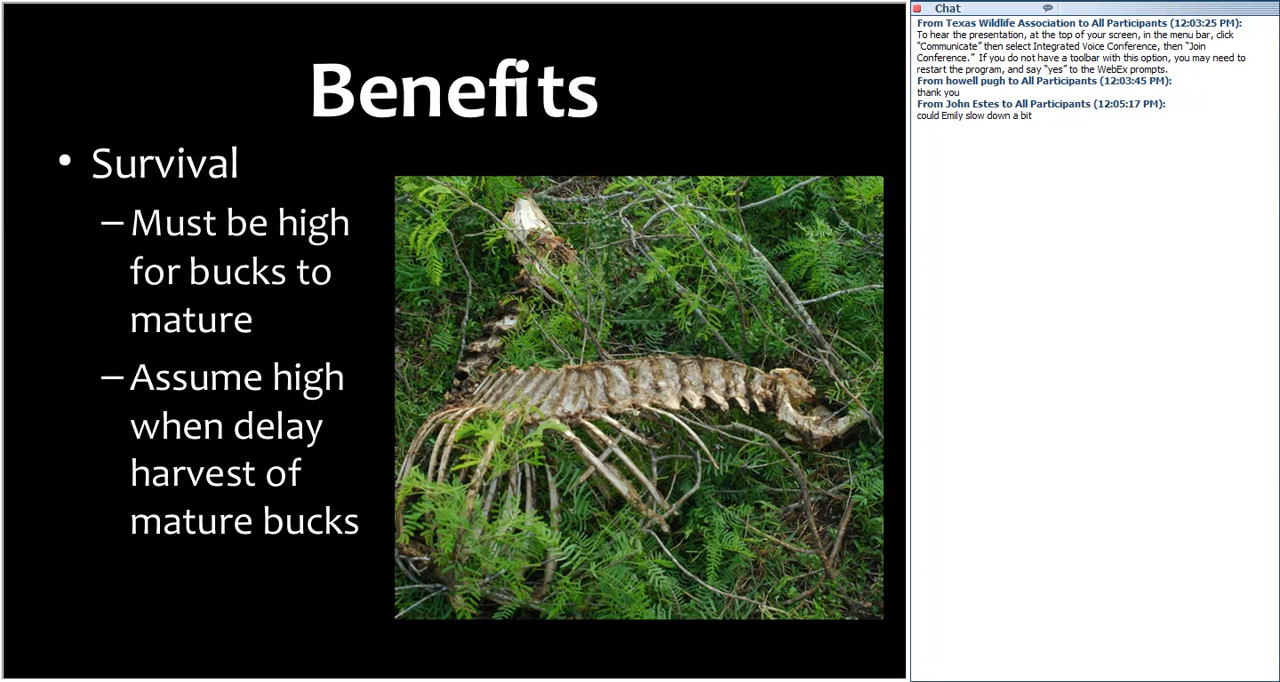 Benefits
• Survival
– Must be high
for bucks to
mature
– Assume high
when delay
harvest of
mature bucks
Chat
From Texas Wildlife Association to All Participants (12:03:25 PM):
To hear the presentation, at the top of your screen, in the menu bar, click
“Communicate” then select Integrated Voice Conference, then “Join
Conference.” If you do not have a toolbar with this option, you may need to
restart the program, and say “yes” to the WebEx prompts.
From howell pugh to All Participants (12:03:45 PM):
thank you
From John Estes to All Participants (12:05:17 PM):
could Emily slow down a bit